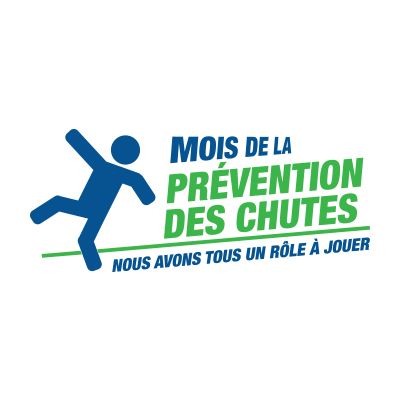 MOIS DE LA
PRÉVENTION
DES CHUTES
NOUS AVONS TOUS UN RÔLE À JOUER